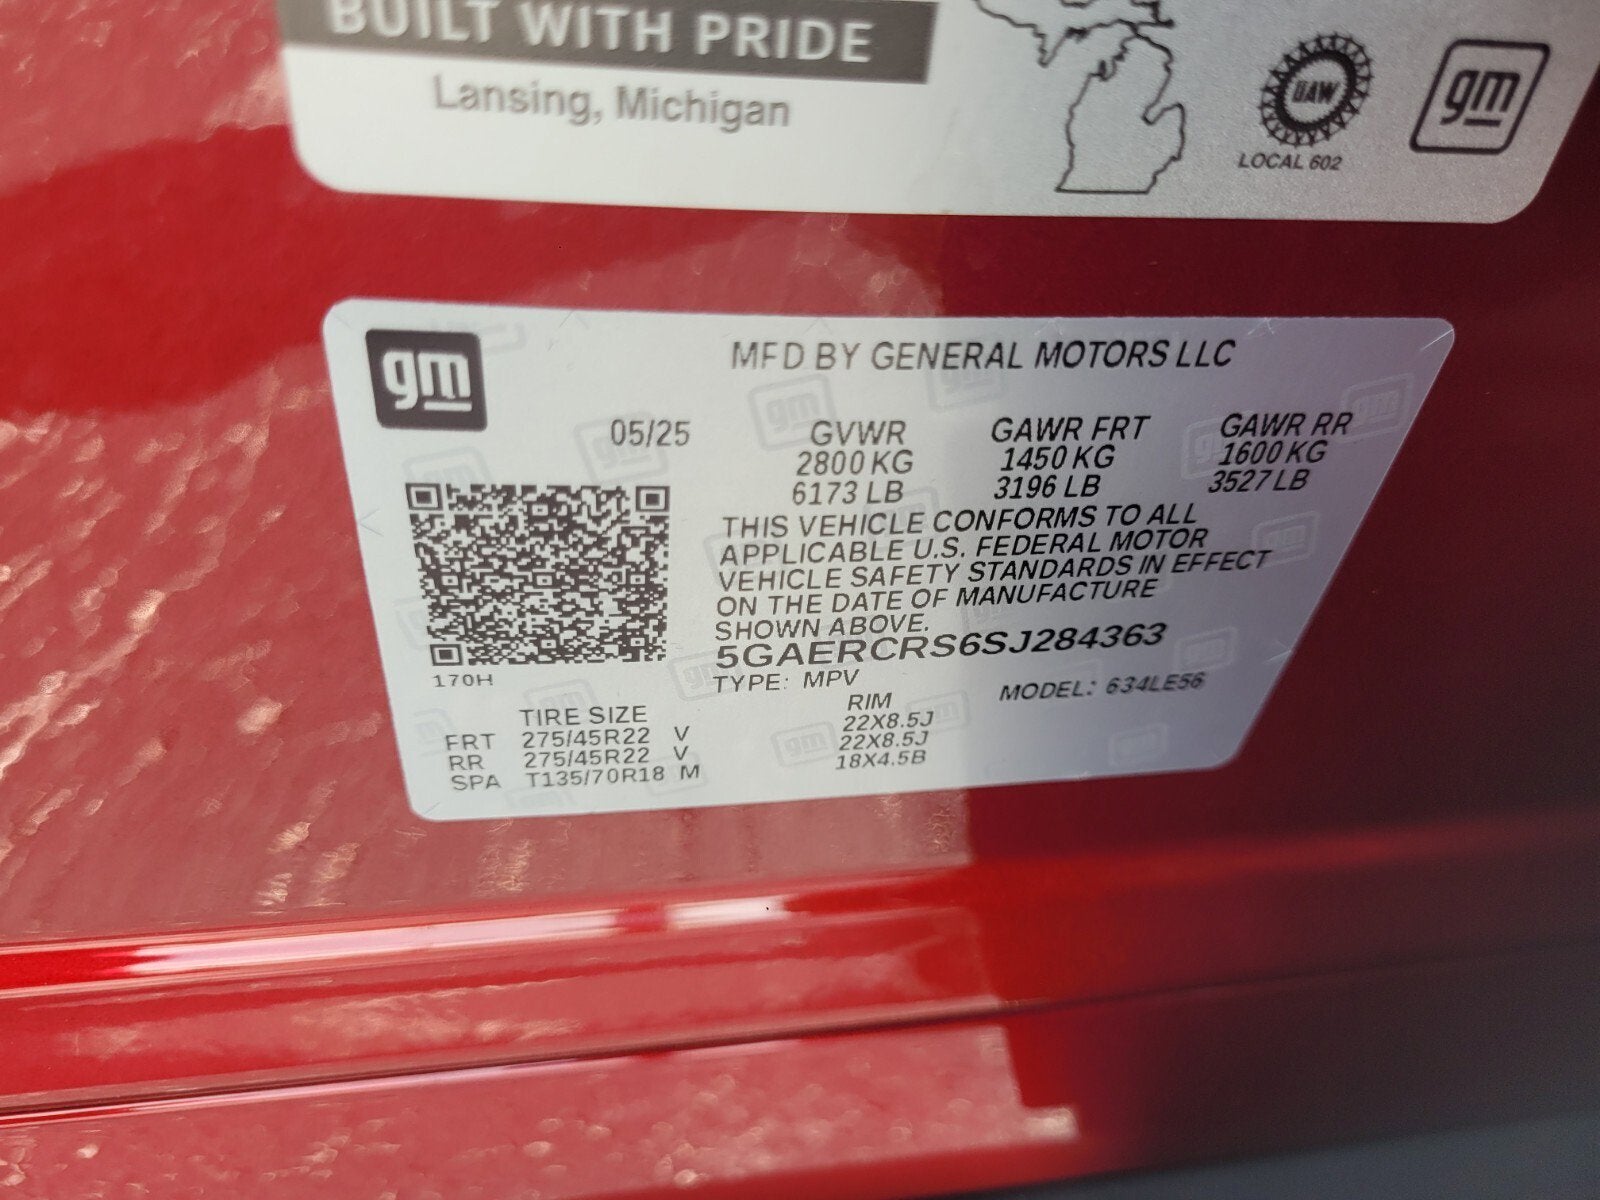 BUILT WITH PRIDE
Lansing, Michigan
UAW
LOCAL 602
gm
gm
MFD BY GENERAL MOTORS LLC
05/25 GVWR GAWR FRT GAWR RR
2800 KG 1450 KG 1600 KG
6173 LB 3196 LB 3527 LB
THIS VEHICLE CONFORMS TO ALL
APPLICABLE U.S. FEDERAL MOTOR
VEHICLE SAFETY STANDARDS IN EFFECT
ON THE DATE OF MANUFACTURE
SHOWN ABOVE.
5GAERCRS6SJ284363
170H
TYPE: MPV MODEL: 634LE56
TIRE SIZE RIM
FRT 275/45R22 V 22X8.5J
RR 275/45R22 V 22X8.5J
SPA T135/70R18 M 18X4.5B